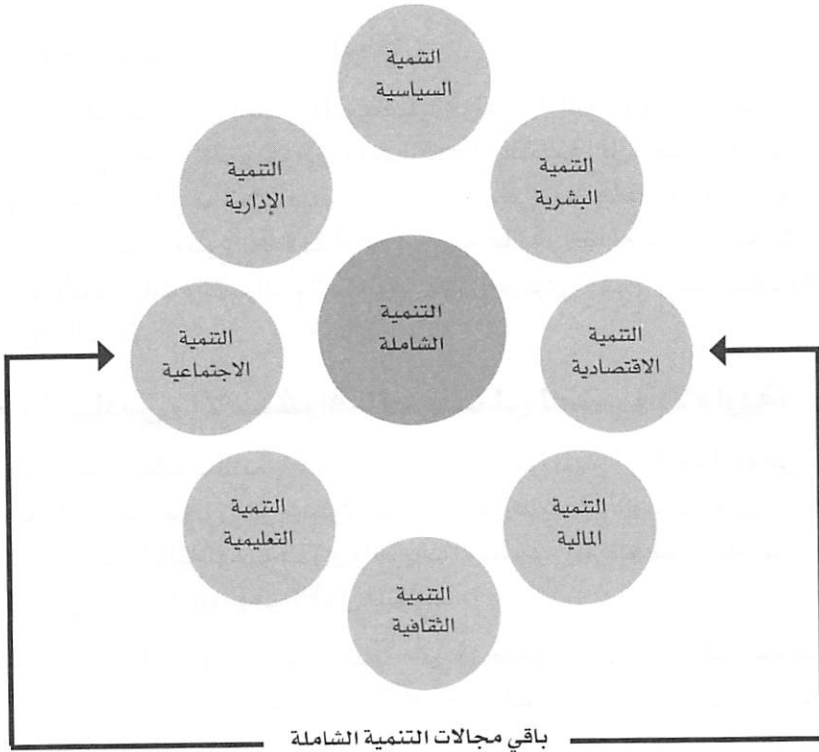 التنمية
السياسية
التنمية
البشرية
التنمية
الإدارية
التنمية
الشاملة
التنمية
الاقتصادية
التنمية
الاجتماعية
التنمية
المالية
التنمية
التعليمية
التنمية
الثقافية
باقي مجالات التنمية الشاملة